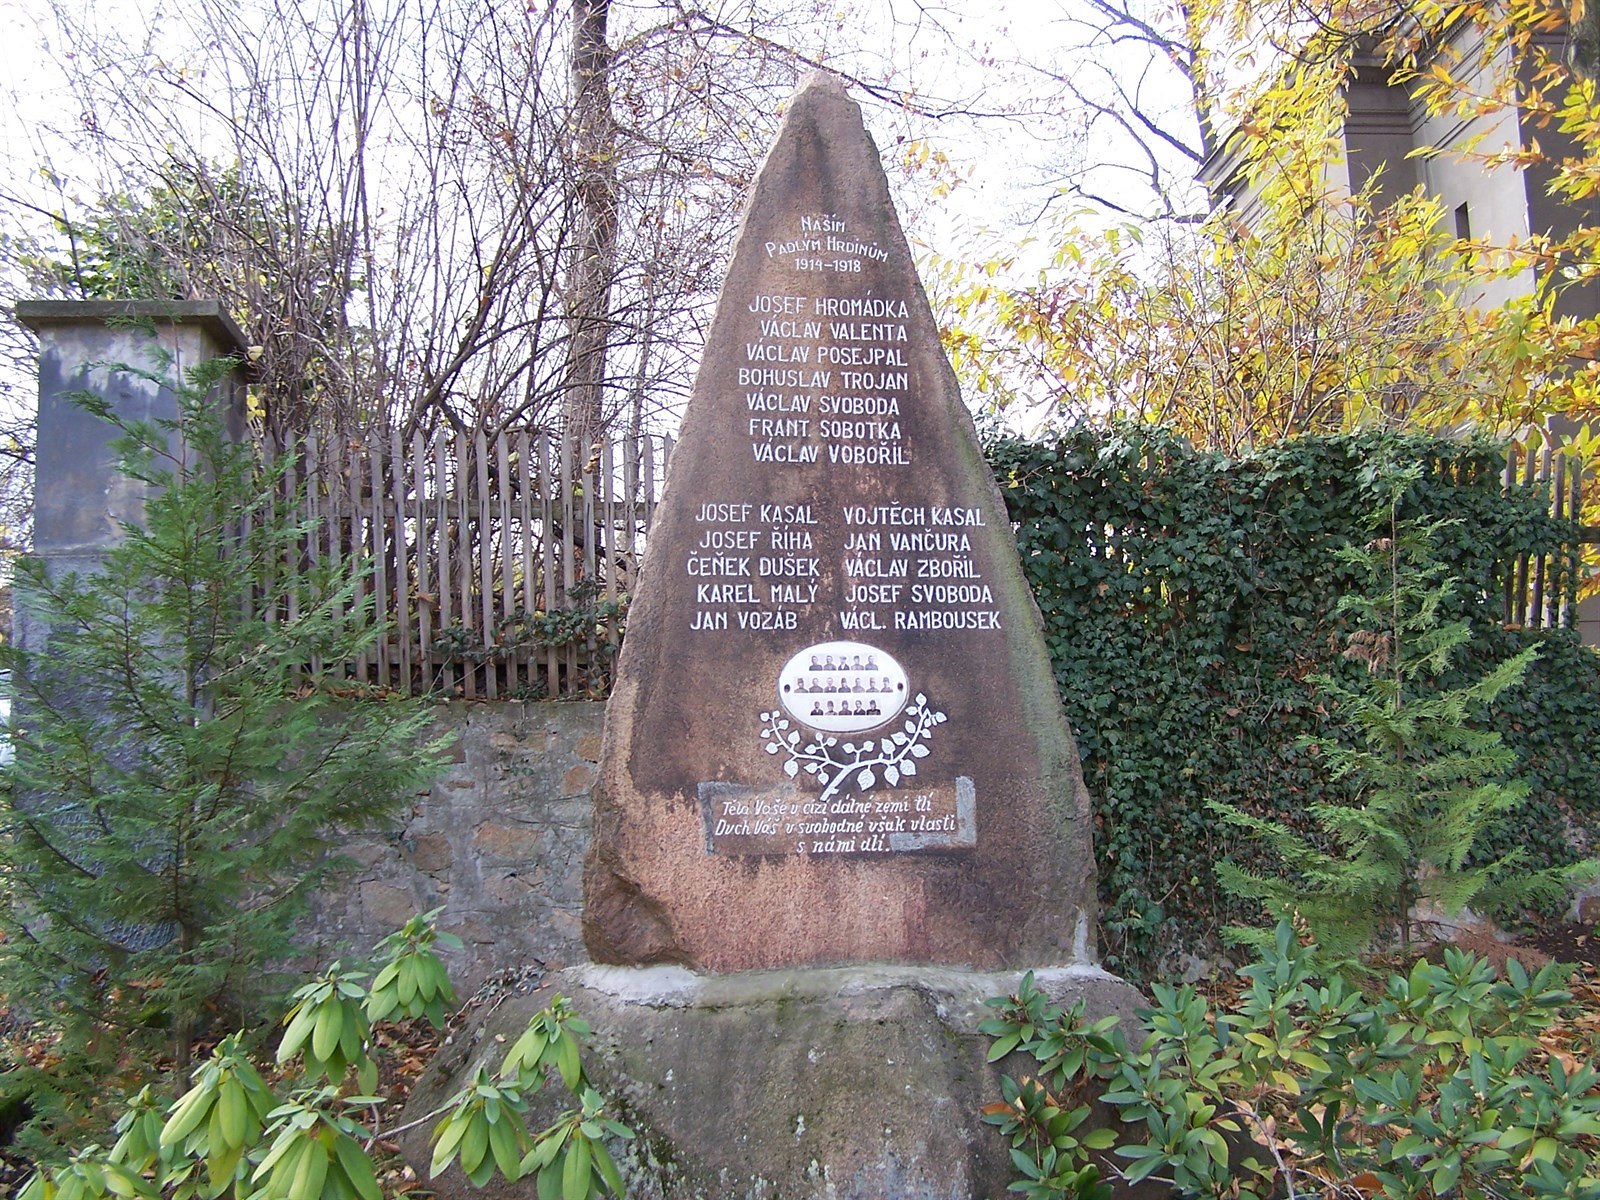 NAŠIM
PADLÝM HRDINŮM
1914-1918
JOSEF HROMÁDKA
VÁCLAV VALENTA
VÁCLAV POSEJPAL
BOHUSLAV TROJAN
VÁCLAV SVOBODA
FRANT. SOBOTKA
VÁCLAV VOBOŘIL
JOSEF KASAL VOJTĚCH KASAL
JOSEF ŘÍHA JAN VANČURA
ČEŇEK DUŠEK VÁCLAV ZBOŘIL
KAREL MALÝ JOSEF SVOBODA
JAN VOZÁB VÁCL. RAMBOUSEK
Těla Vaše v cizí dálné zemi tlí
Duch Váš v svobodné však vlasti
s námi dlí.